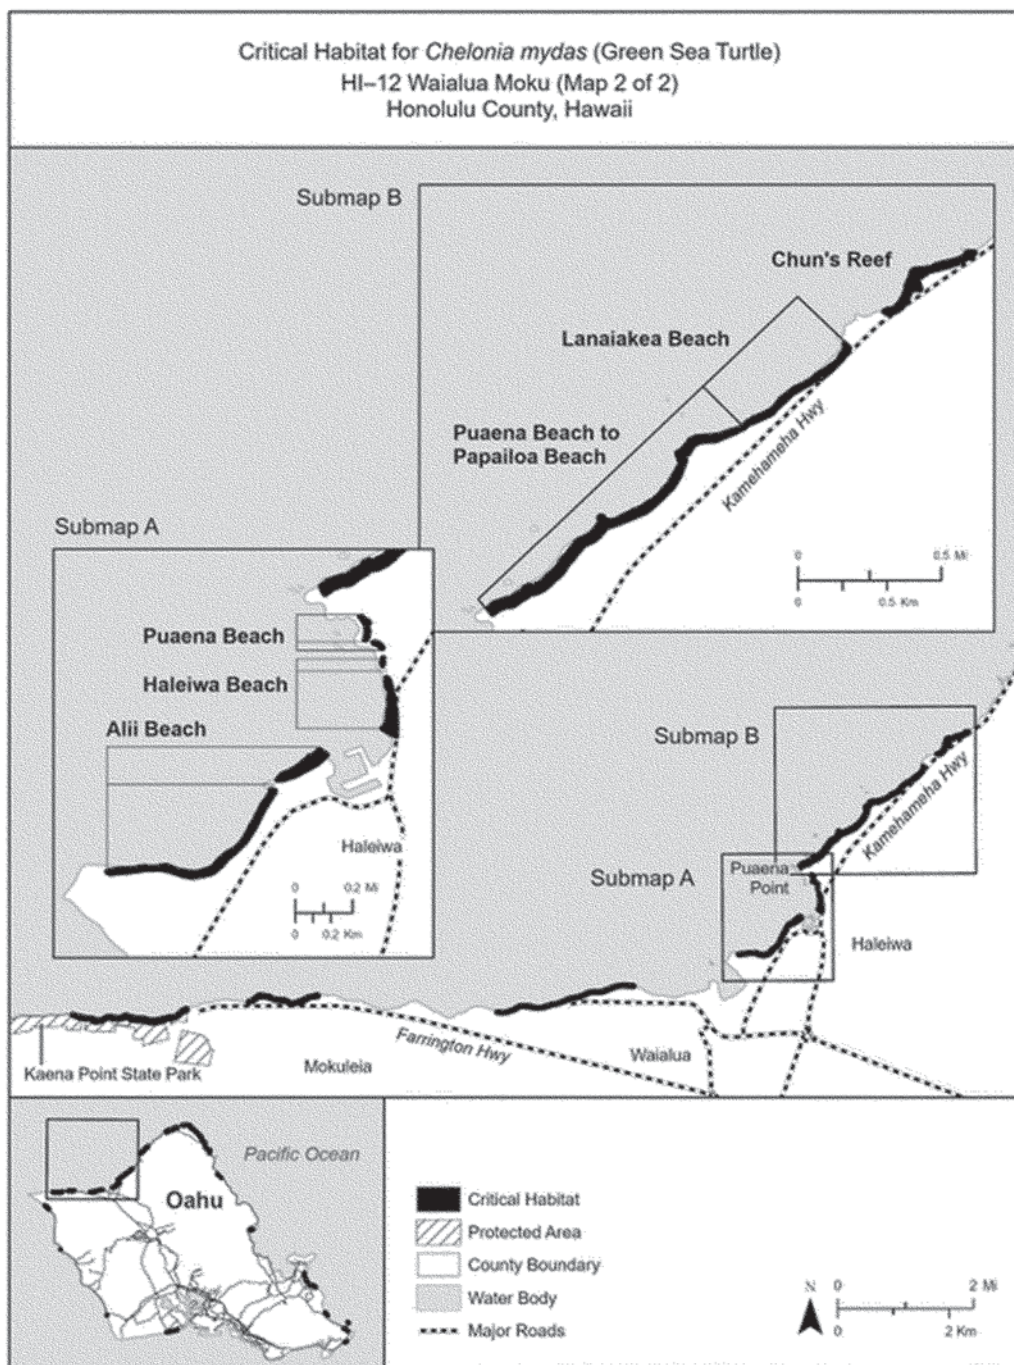 Critical Habitat for Chelonia mydas (Green Sea Turtle)
HI–12 Waialua Moku (Map 2 of 2)
Honolulu County, Hawaii
Submap B
Chun's Reef
Lanaiakea Beach
Puaena Beach to
Papailoa Beach
Kamehameha Hwy
0 0.5 Mi
0 0.5 Km
Submap A
Puaena Beach
Haleiwa Beach
Alii Beach
Haleiwa
0 0.2 Mi
0 0.2 Km
Submap B
Kamehameha Hwy
Submap A
Puaena
Point
Haleiwa
Farrington Hwy
Waialua
Mokuleia
Kaena Point State Park
Pacific Ocean
Oahu
Critical Habitat
Protected Area
County Boundary
Water Body
Major Roads
N
0 2 Mi
0 2 Km